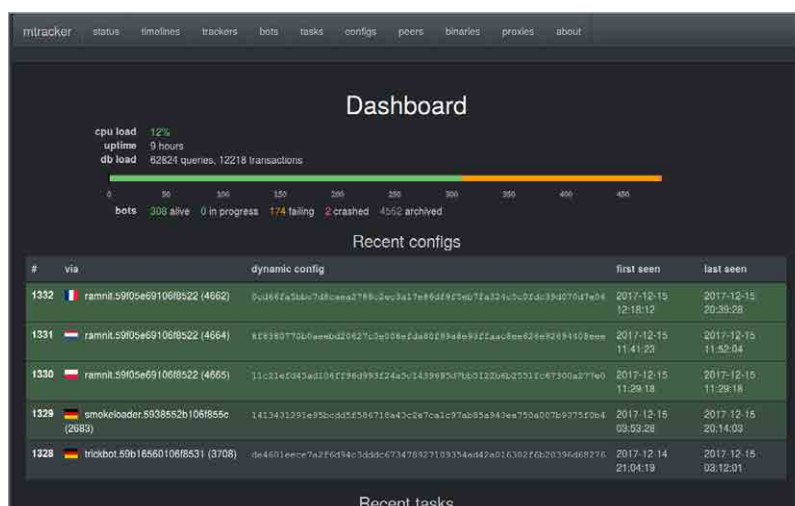 mtracker status timelines trackers bots tasks configs peers binaries proxies about
Dashboard
cpu load 12%
uptime 9 hours
db load 62824 queries, 12218 transactions
0 50 100 150 200 250 300 350 400 450
bots 308 alive 0 in progress 174 failing 2 crashed 4562 archived
Recent configs
# via dynamic config first seen last seen
1332 ramnit.59f05e69106f8522 (4662) 2017-12-15 2017-12-15
12:18:12 20:39:28
1331 ramnit.59f05e69106f8522 (4664) 2017-12-15 2017-12-15
11:41:23 11:52:04
1330 ramnit.59f05e69106f8522 (4665) 2017-12-15 2017-12-15
11:29:18 11:29:18
1329 smokeloader.5938552b106f855c 2017-12-15 2017-12-15
(2683) 03:53:28 20:14:03
1328 trickbot.59b16560106f8531 (3708) 2017-12-14 2017-12-15
21:04:19 03:12:01
Recent tasks